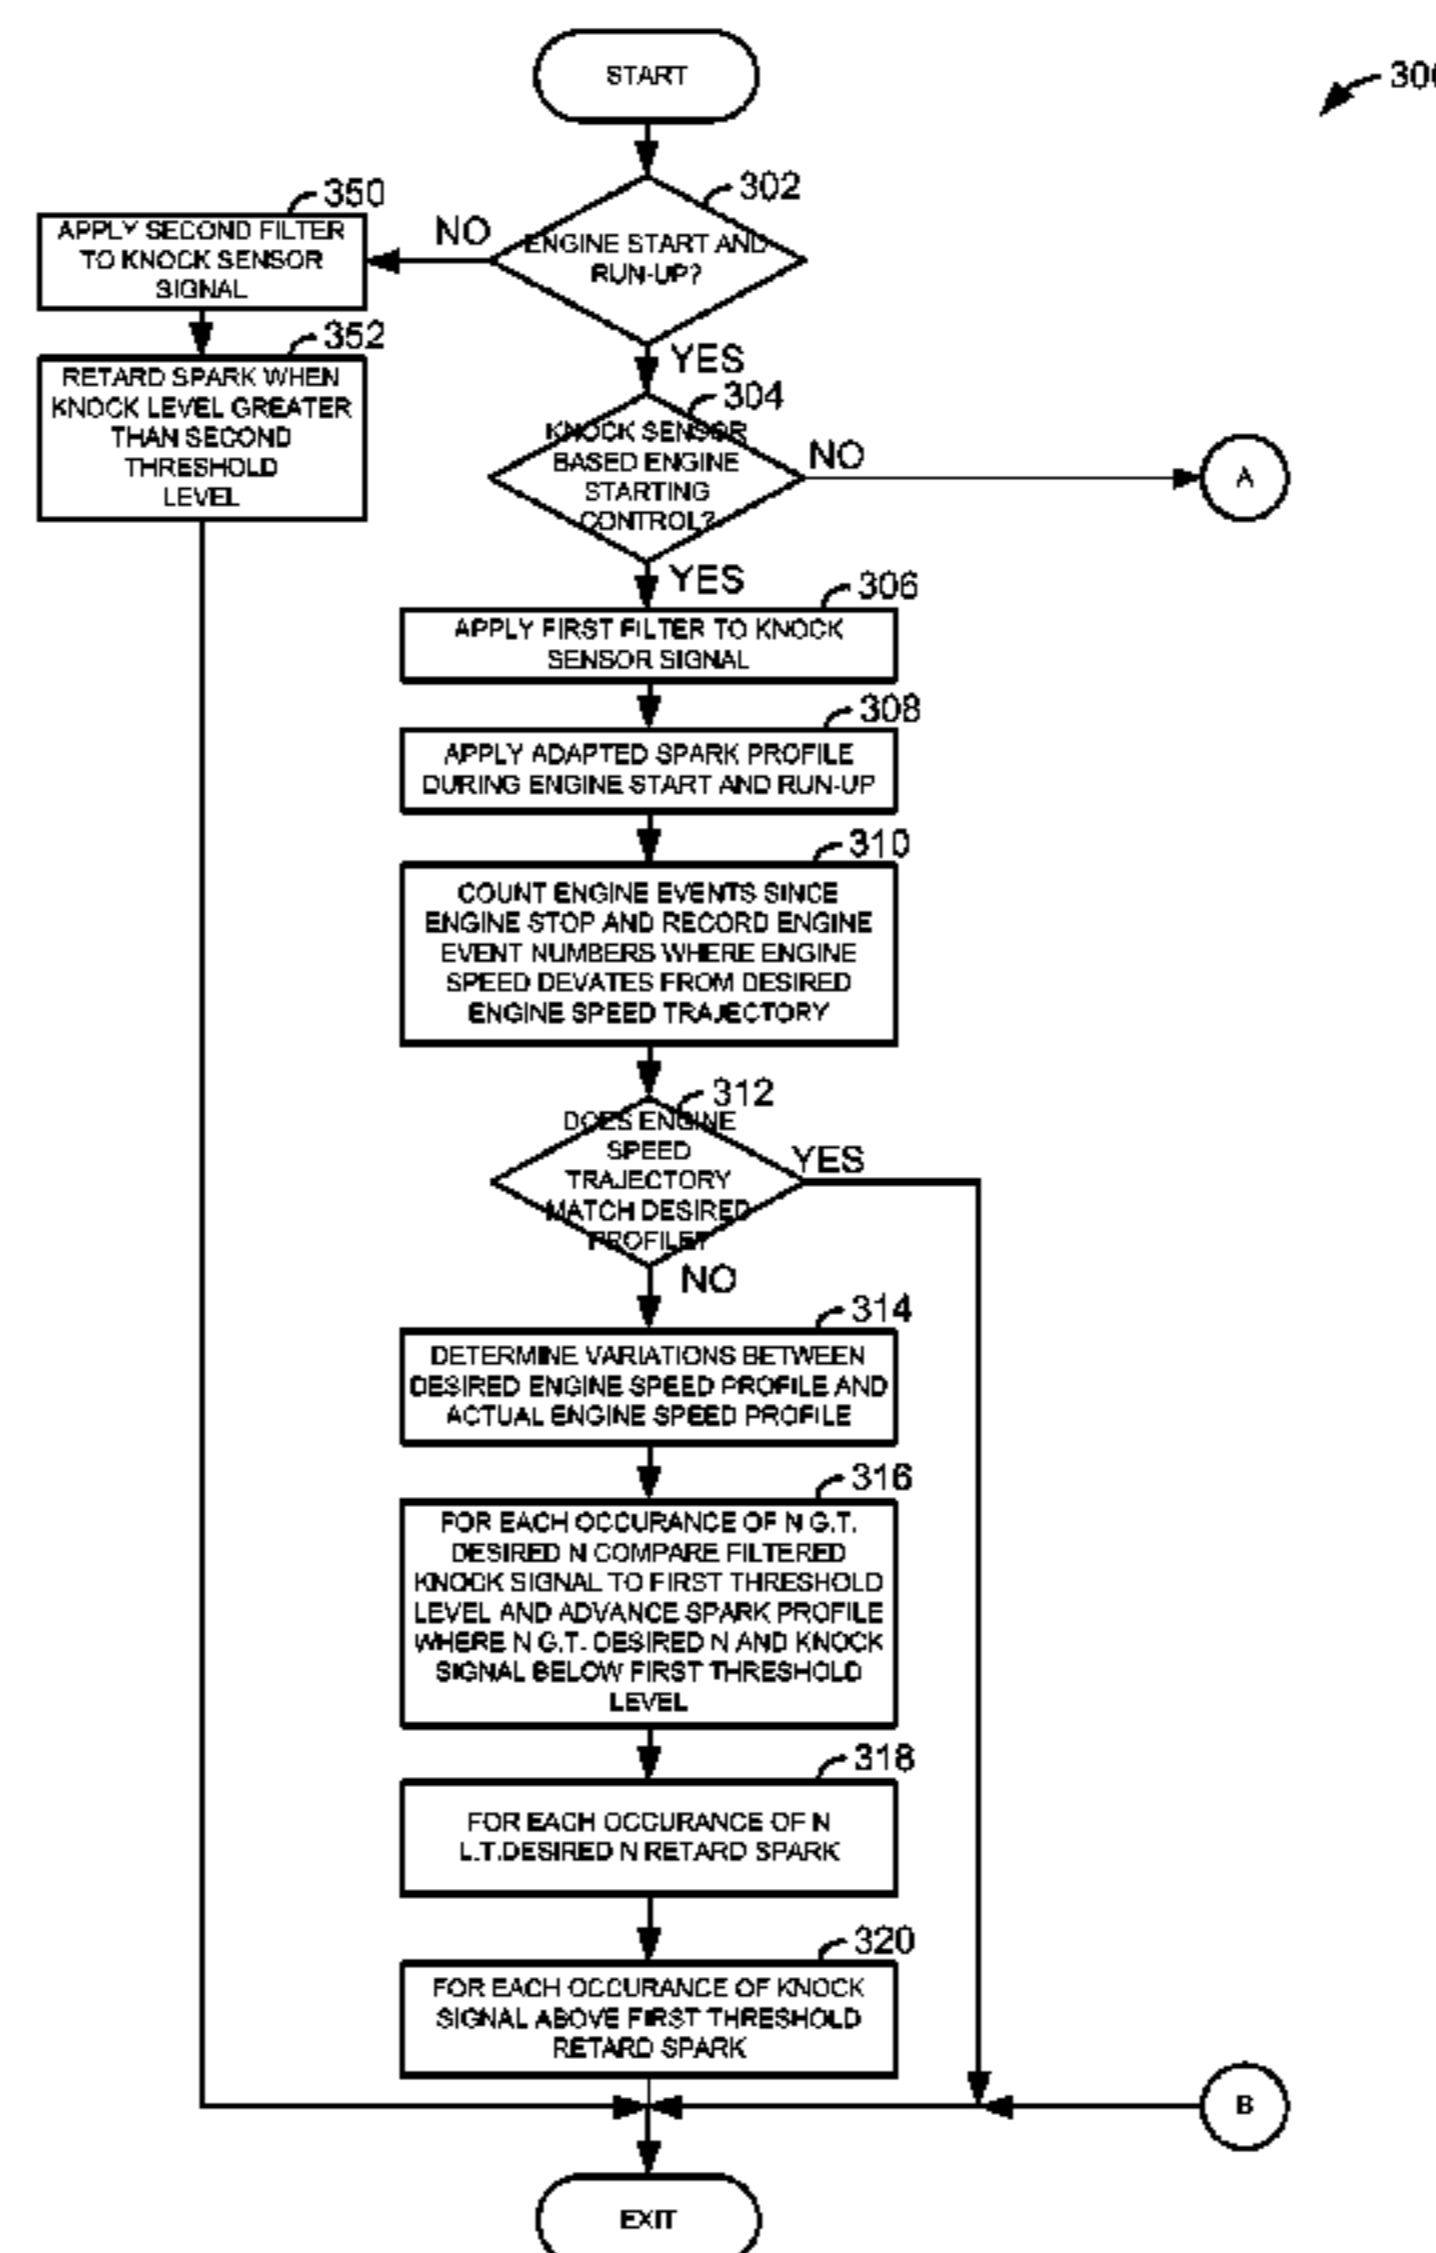 START
300
302
ENGINE START AND
RUN-UP?
NO
350
APPLY SECOND FILTER
TO KNOCK SENSOR
SIGNAL
352
RETARD SPARK WHEN
KNOCK LEVEL GREATER
THAN SECOND
THRESHOLD
LEVEL
YES
304
KNOCK SENSOR
BASED ENGINE
STARTING
CONTROL?
NO
A
YES
306
APPLY FIRST FILTER TO KNOCK
SENSOR SIGNAL
308
APPLY ADAPTED SPARK PROFILE
DURING ENGINE START AND RUN-UP
310
COUNT ENGINE EVENTS SINCE
ENGINE STOP AND RECORD ENGINE
EVENT NUMBERS WHERE ENGINE
SPEED DEVATES FROM DESIRED
ENGINE SPEED TRAJECTORY
312
DOES ENGINE
SPEED
TRAJECTORY
MATCH DESIRED
PROFILE?
YES
NO
314
DETERMINE VARIATIONS BETWEEN
DESIRED ENGINE SPEED PROFILE AND
ACTUAL ENGINE SPEED PROFILE
316
FOR EACH OCCURANCE OF N G.T.
DESIRED N COMPARE FILTERED
KNOCK SIGNAL TO FIRST THRESHOLD
LEVEL AND ADVANCE SPARK PROFILE
WHERE N G.T. DESIRED N AND KNOCK
SIGNAL BELOW FIRST THRESHOLD
LEVEL
318
FOR EACH OCCURANCE OF N
L.T.DESIRED N RETARD SPARK
320
FOR EACH OCCURANCE OF KNOCK
SIGNAL ABOVE FIRST THRESHOLD
RETARD SPARK
B
EXIT